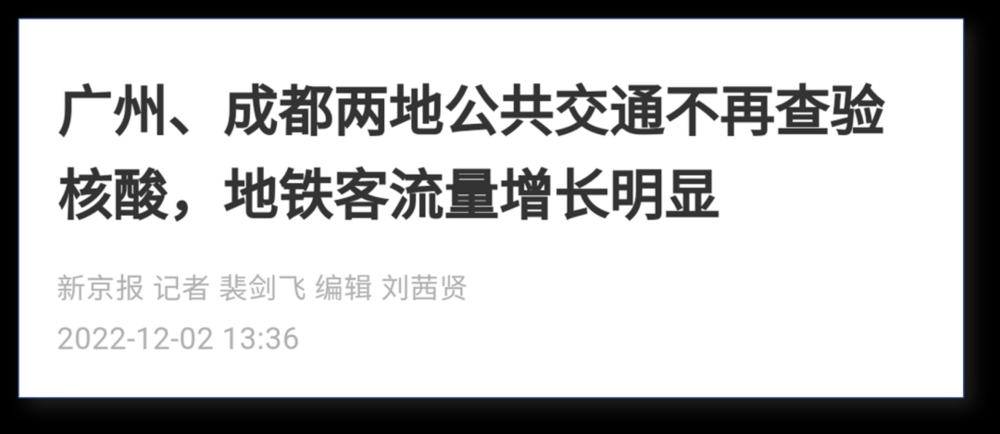 广州、成都两地公共交通不再查验
核酸，地铁客流量增长明显
新京报 记者 裴剑飞 编辑 刘茜贤
2022-12-02 13:36